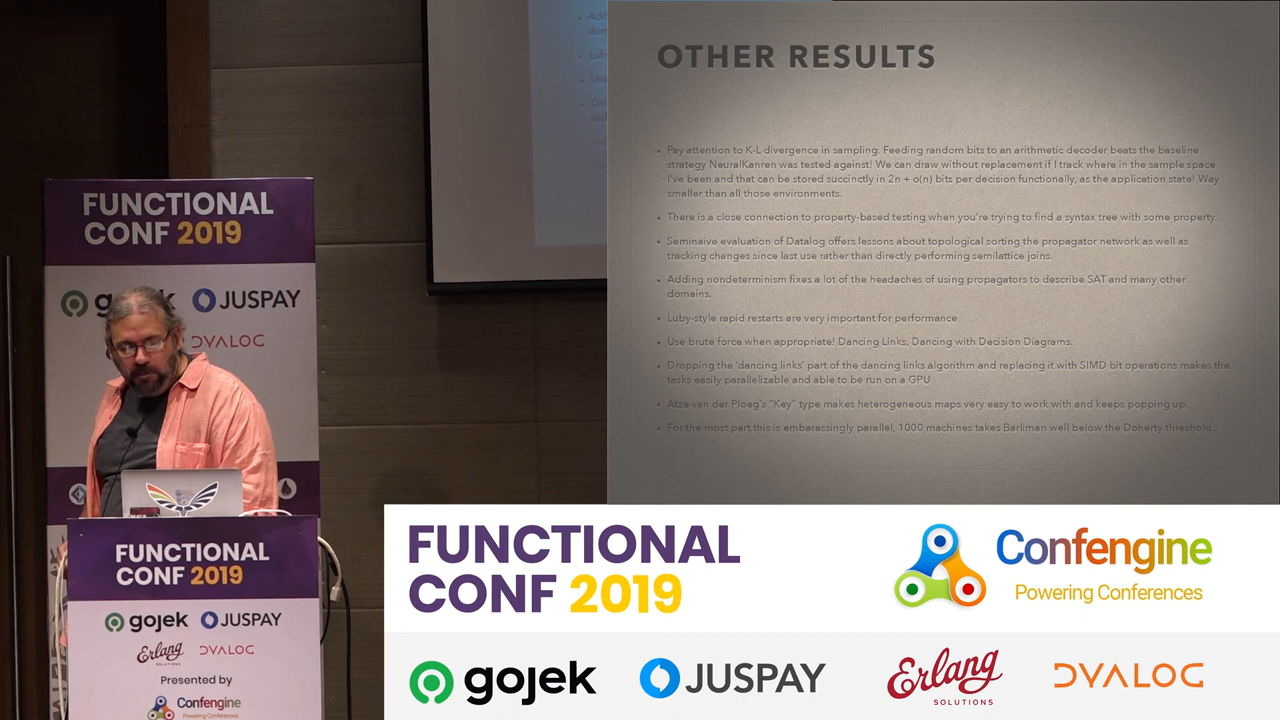 OTHER RESULTS
• Pay attention to K-L divergence in sampling. Feeding random bits to an arithmetic decoder beats the baseline
strategy NeuralKanren was tested against! We can draw without replacement if I track where in the sample space
I've been and that can be stored succinctly in 2n + o(n) bits per decision functionally, as the application state! Way
smaller than all those environments.
• There is a close connection to property-based testing when you're trying to find a syntax tree with some property.
• Seminaive evaluation of Datalog offers lessons about topological sorting the propagator network as well as
tracking changes since last use rather than directly performing semilattice joins.
• Adding nondeterminism fixes a lot of the headaches of using propagators to describe SAT and many other
domains.
• Luby-style rapid restarts are very important for performance
• Use brute force when appropriate! Dancing Links, Dancing with Decision Diagrams.
• Dropping the 'dancing links' part of the dancing links algorithm and replacing it with SIMD bit operations makes the
tasks easily parallelizable and able to be run on a GPU
• Atze van der Ploeg's "Key" type makes heterogeneous maps very easy to work with and keeps popping up.
• For the most part this is embarassingly parallel, 1000 machines takes Barliman well below the Doherty threshold.
FUNCTIONAL
CONF 2019
JUSPAY
DYALOG
FUNCTIONAL
CONF 2019
gojek JUSPAY
Erlang DYALOG
SOLUTIONS
Presented by
Confengine
Powering Conferences
FUNCTIONAL
CONF 2019
Confengine
Powering Conferences
gojek JUSPAY Erlang DYALOG
SOLUTIONS